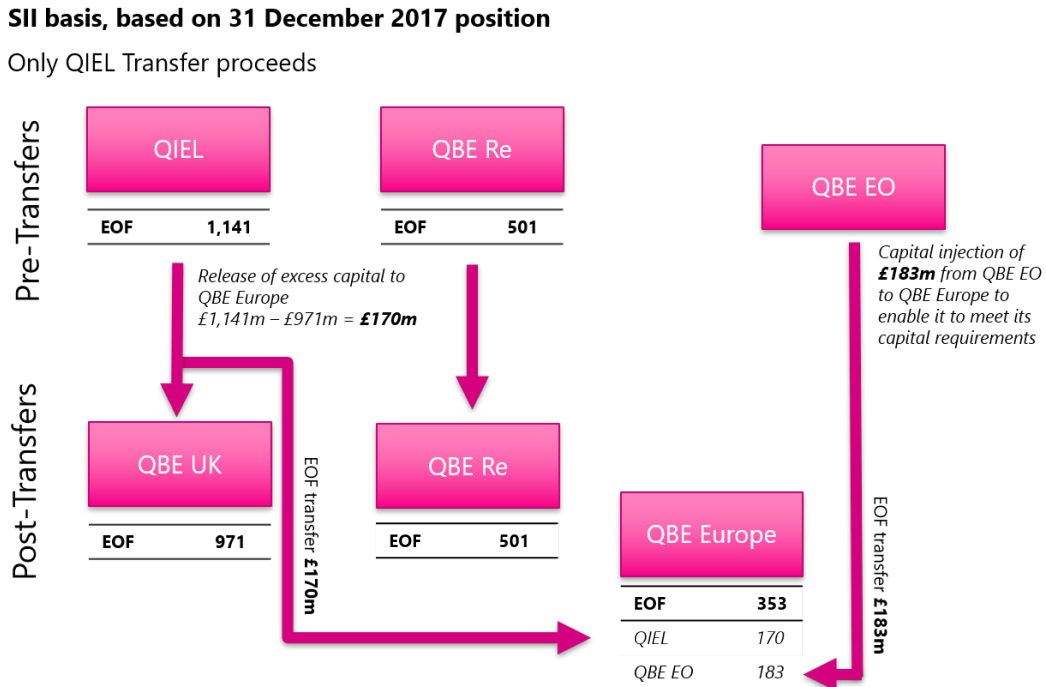 SII basis, based on 31 December 2017 position
Only QIEL Transfer proceeds
Pre-Transfers
QIEL
EOF 1,141
QBE Re
EOF 501
QBE EO
Release of excess capital to
QBE Europe
£1,141m – £971m = £170m
Capital injection of
£183m from QBE EO
to QBE Europe to
enable it to meet its
capital requirements
Post-Transfers
QBE UK
EOF 971
EOF transfer £170m
QBE Re
EOF 501
QBE Europe
EOF 353
QIEL 170
QBE EO 183
EOF transfer £183m